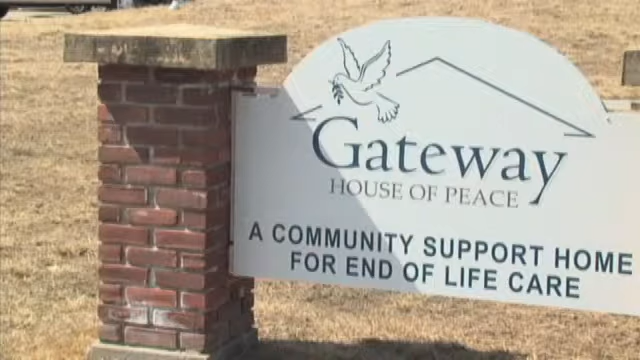 Gateway
HOUSE OF PEACE
A COMMUNITY SUPPORT HOME
FOR END OF LIFE CARE